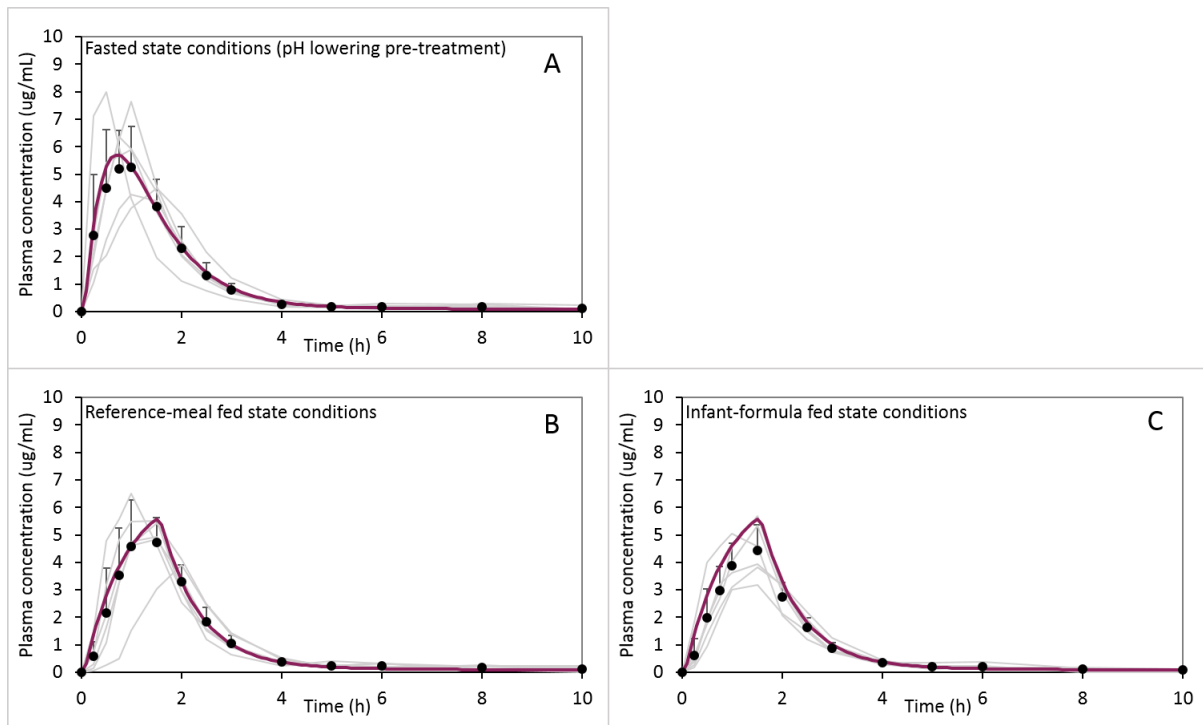 Fasted state conditions (pH lowering pre-treatment)
A
Plasma concentration (ug/mL)
10
9
8
7
6
5
4
3
2
1
0
0 2 4 6 8 10
Time (h)
Reference-meal fed state conditions
B
Plasma concentration (ug/mL)
10
9
8
7
6
5
4
3
2
1
0
0 2 4 6 8 10
Time (h)
Infant-formula fed state conditions
C
Plasma concentration (ug/mL)
10
9
8
7
6
5
4
3
2
1
0
0 2 4 6 8 10
Time (h)